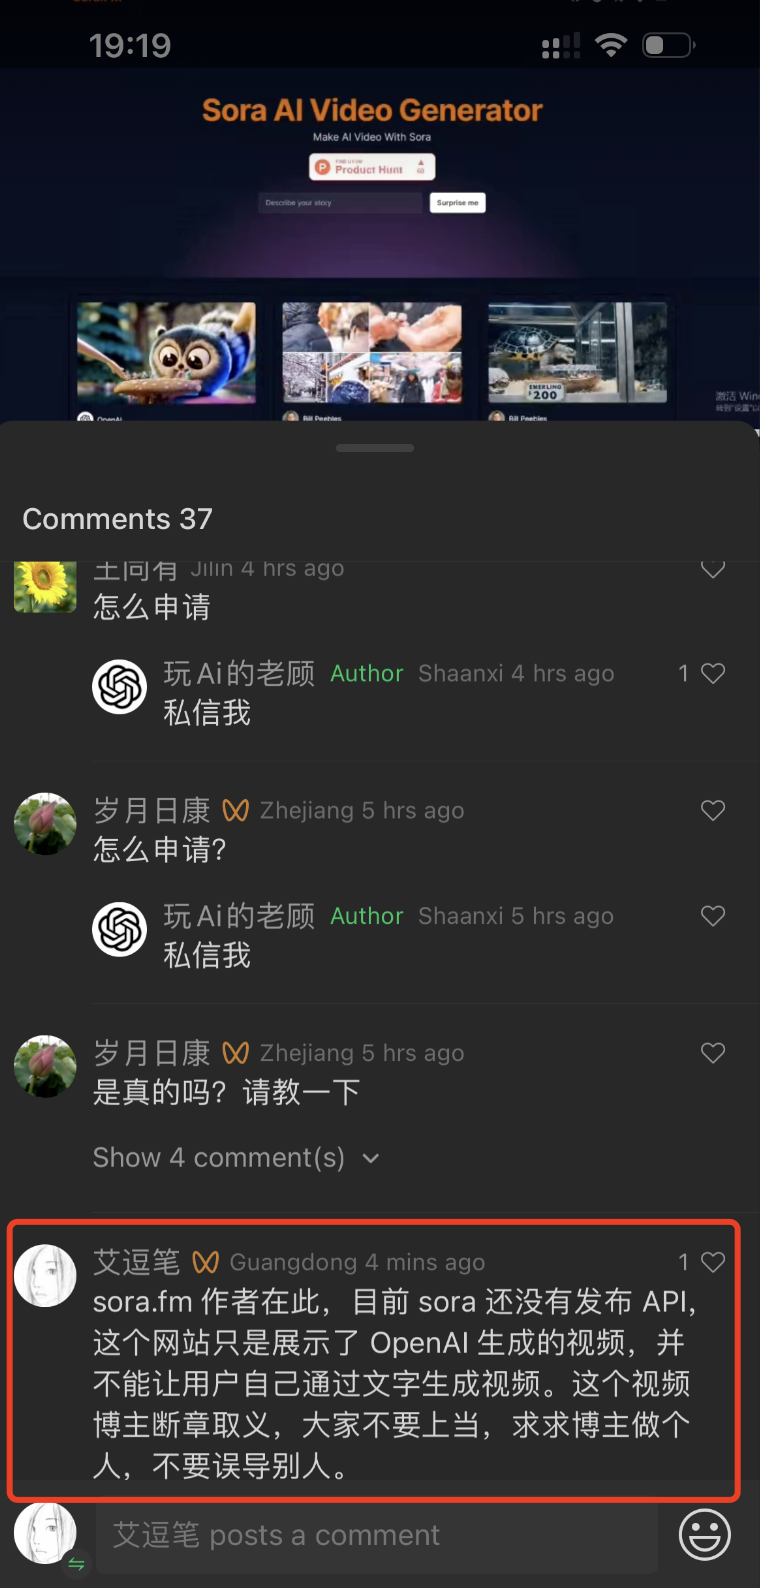 19:19
Sora AI Video Generator
Make AI Video With Sora
FIND US ON
Product Hunt
60
Describe your story
Surprise me
EMERLING
$200
OpenAI
Bill Peebles
Bill Peebles
激活 Win
Comments 37
王同有 Jilin 4 hrs ago
怎么申请
玩Ai的老顾 Author Shaanxi 4 hrs ago 1
私信我
岁月日康 Zhejiang 5 hrs ago
怎么申请?
玩Ai的老顾 Author Shaanxi 5 hrs ago
私信我
岁月日康 Zhejiang 5 hrs ago
是真的吗？请教一下
Show 4 comment(s)
艾逗笔 Guangdong 4 mins ago 1
sora.fm 作者在此，目前 sora 还没有发布 API,
这个网站只是展示了 OpenAI 生成的视频，并
不能让用户自己通过文字生成视频。这个视频
博主断章取义，大家不要上当，求求博主做个
人，不要误导别人。
艾逗笔 posts a comment